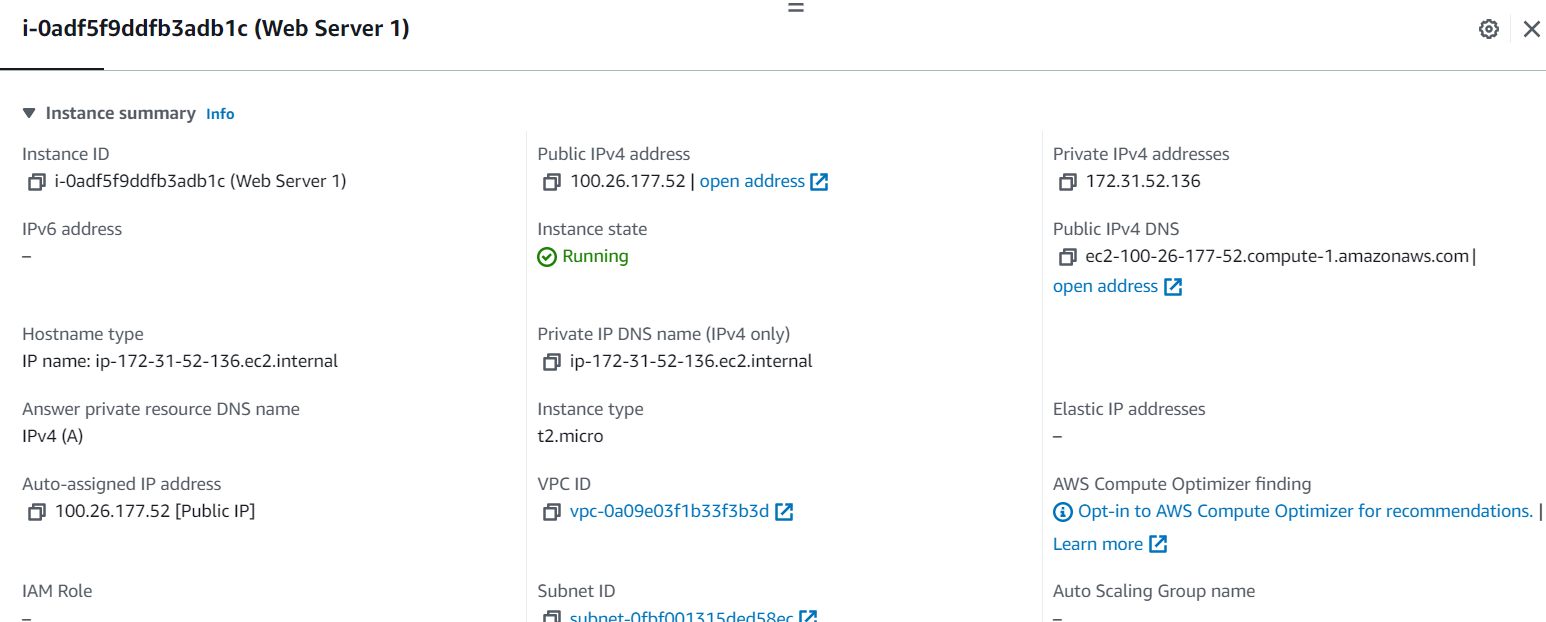 i-0adf5f9ddfb3adb1c (Web Server 1)
Instance summary Info
Instance ID
i-0adf5f9ddfb3adb1c (Web Server 1)
Public IPv4 address
100.26.177.52 | open address
Private IPv4 addresses
172.31.52.136
IPv6 address
–
Instance state
Running
Public IPv4 DNS
ec2-100-26-177-52.compute-1.amazonaws.com |
open address
Hostname type
IP name: ip-172-31-52-136.ec2.internal
Private IP DNS name (IPv4 only)
ip-172-31-52-136.ec2.internal
Answer private resource DNS name
IPv4 (A)
Instance type
t2.micro
Elastic IP addresses
–
Auto-assigned IP address
100.26.177.52 [Public IP]
VPC ID
vpc-0a09e03f1b33f3b3d
AWS Compute Optimizer finding
Opt-in to AWS Compute Optimizer for recommendations. |
Learn more
IAM Role
–
Subnet ID
subnet-0fbf001315ded58ec
Auto Scaling Group name
–